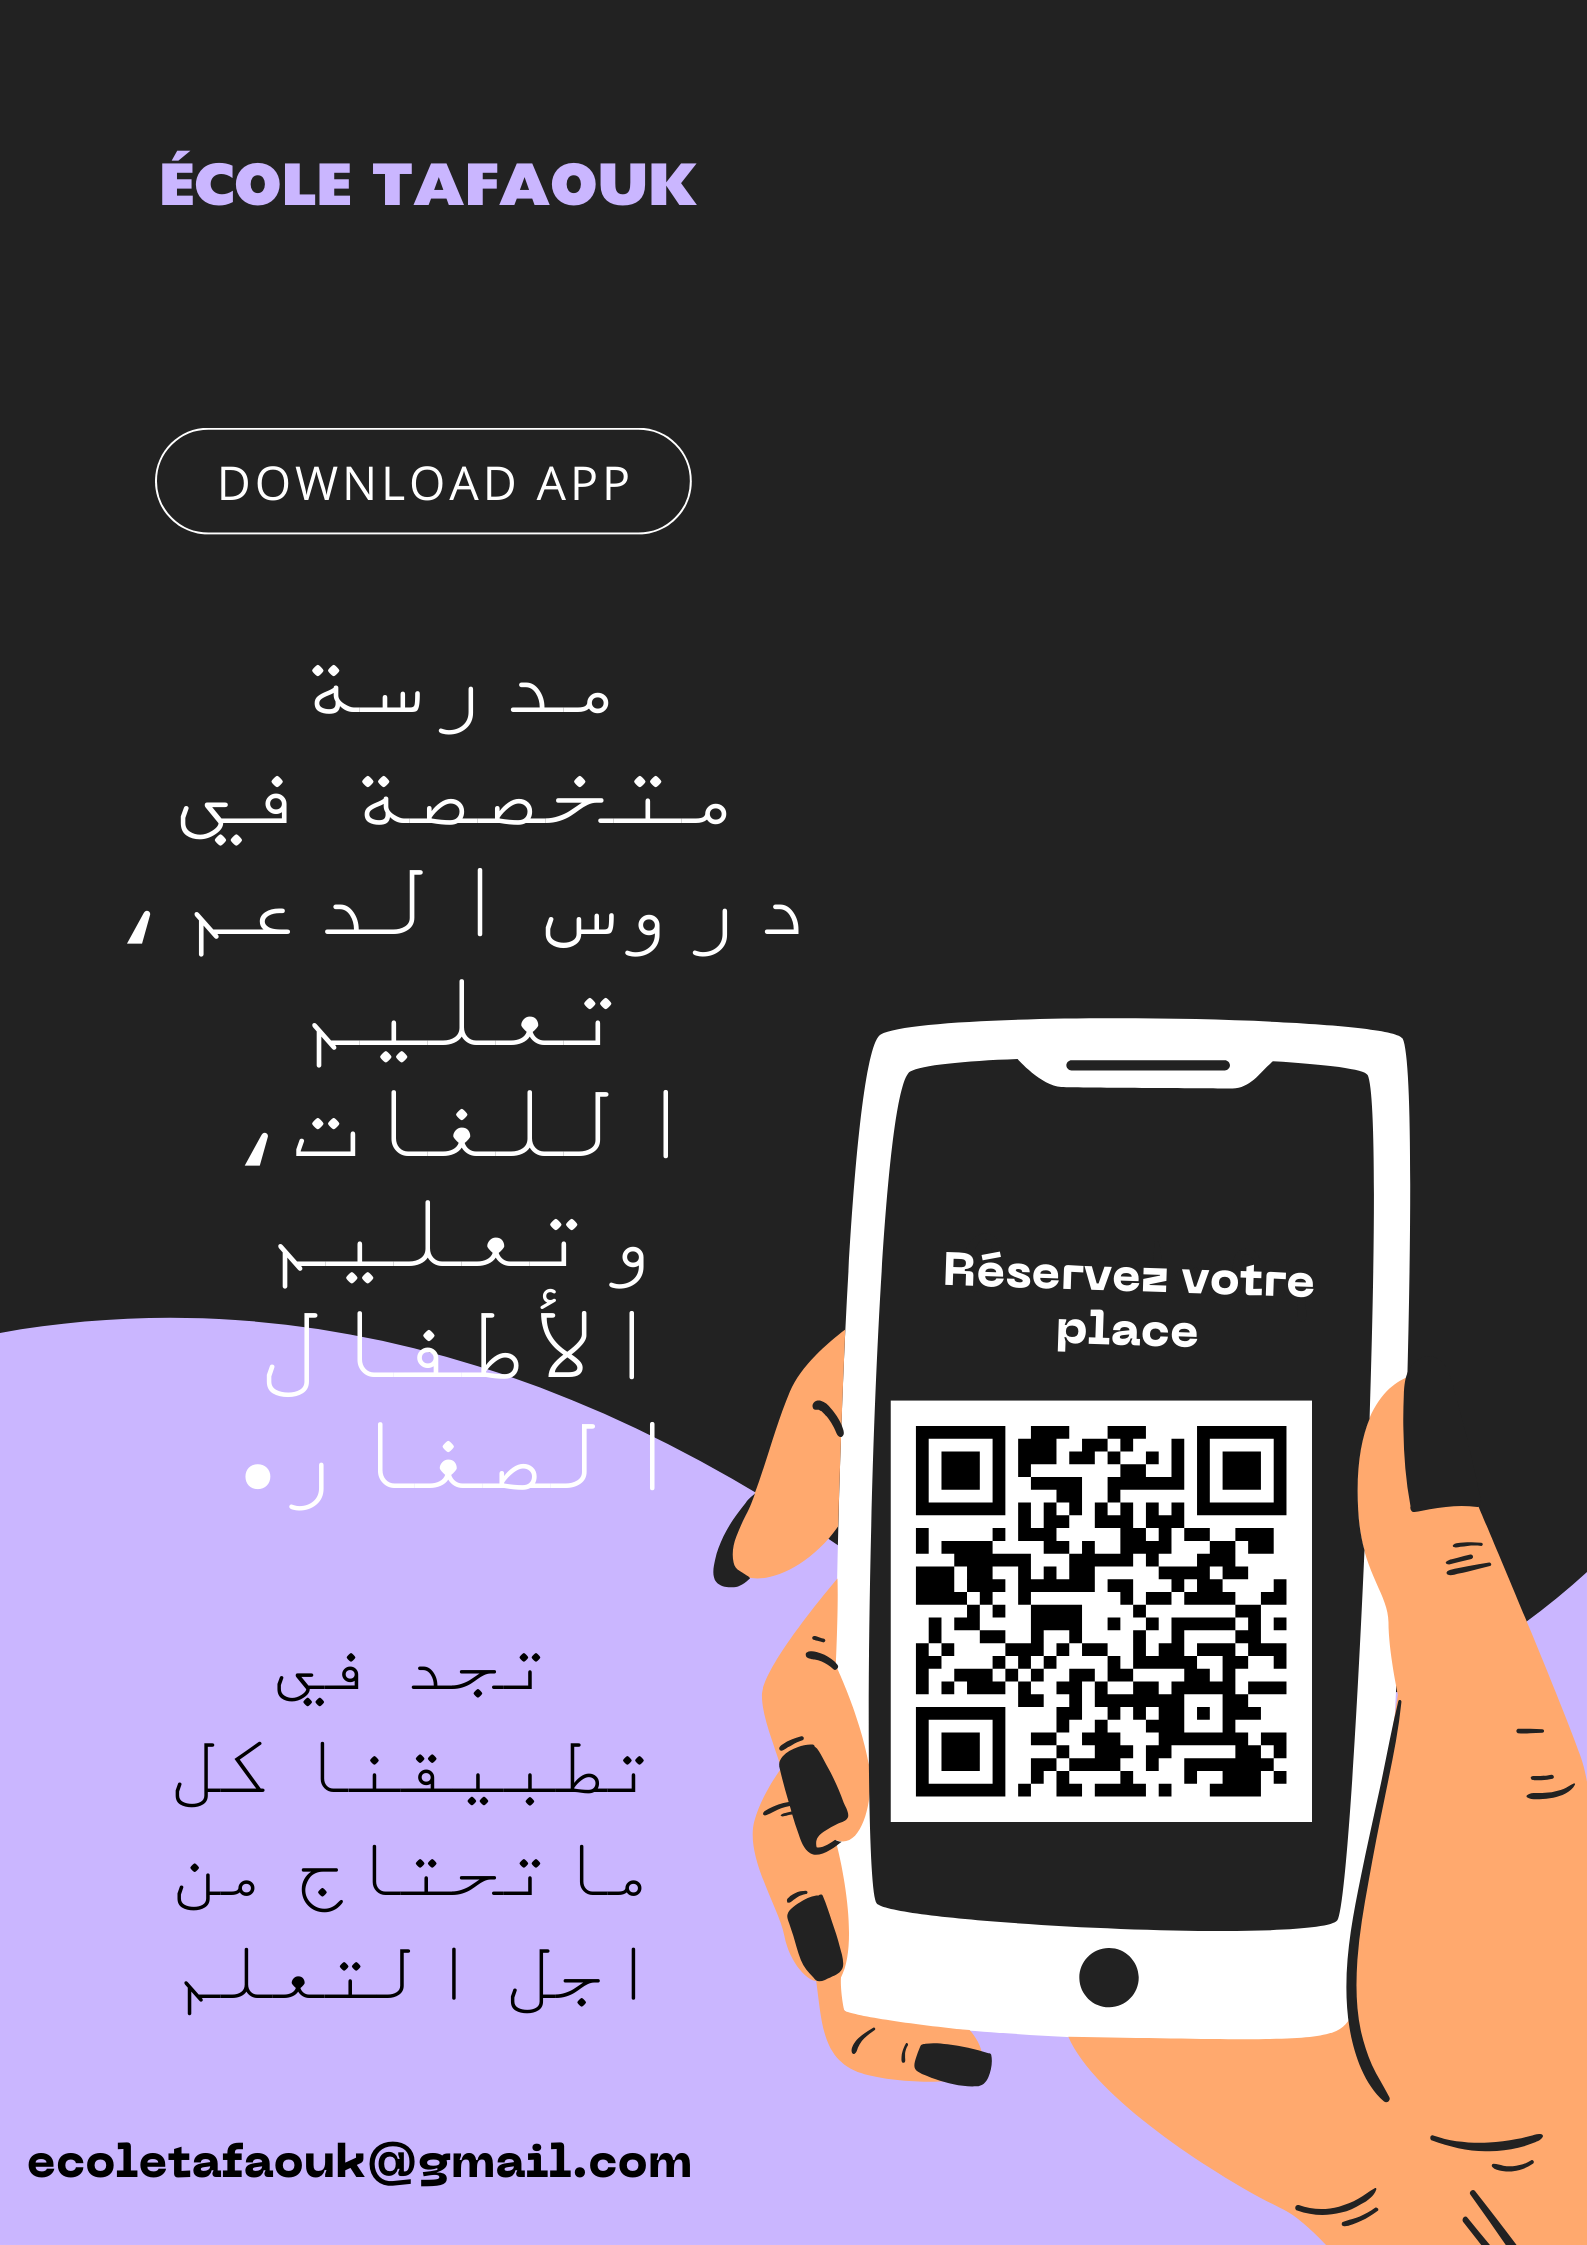 ÉCOLE TAFAOUK
DOWNLOAD APP
مدرسة
متخصصة في
دروس الدعم،
تعليم
اللغات،
وتعليم
الأطفال
الصغار.
Réservez votre
place
تجد في
تطبيقنا كل
ما تحتاج من
اجل التعلم
ecoletafaouk@gmail.com